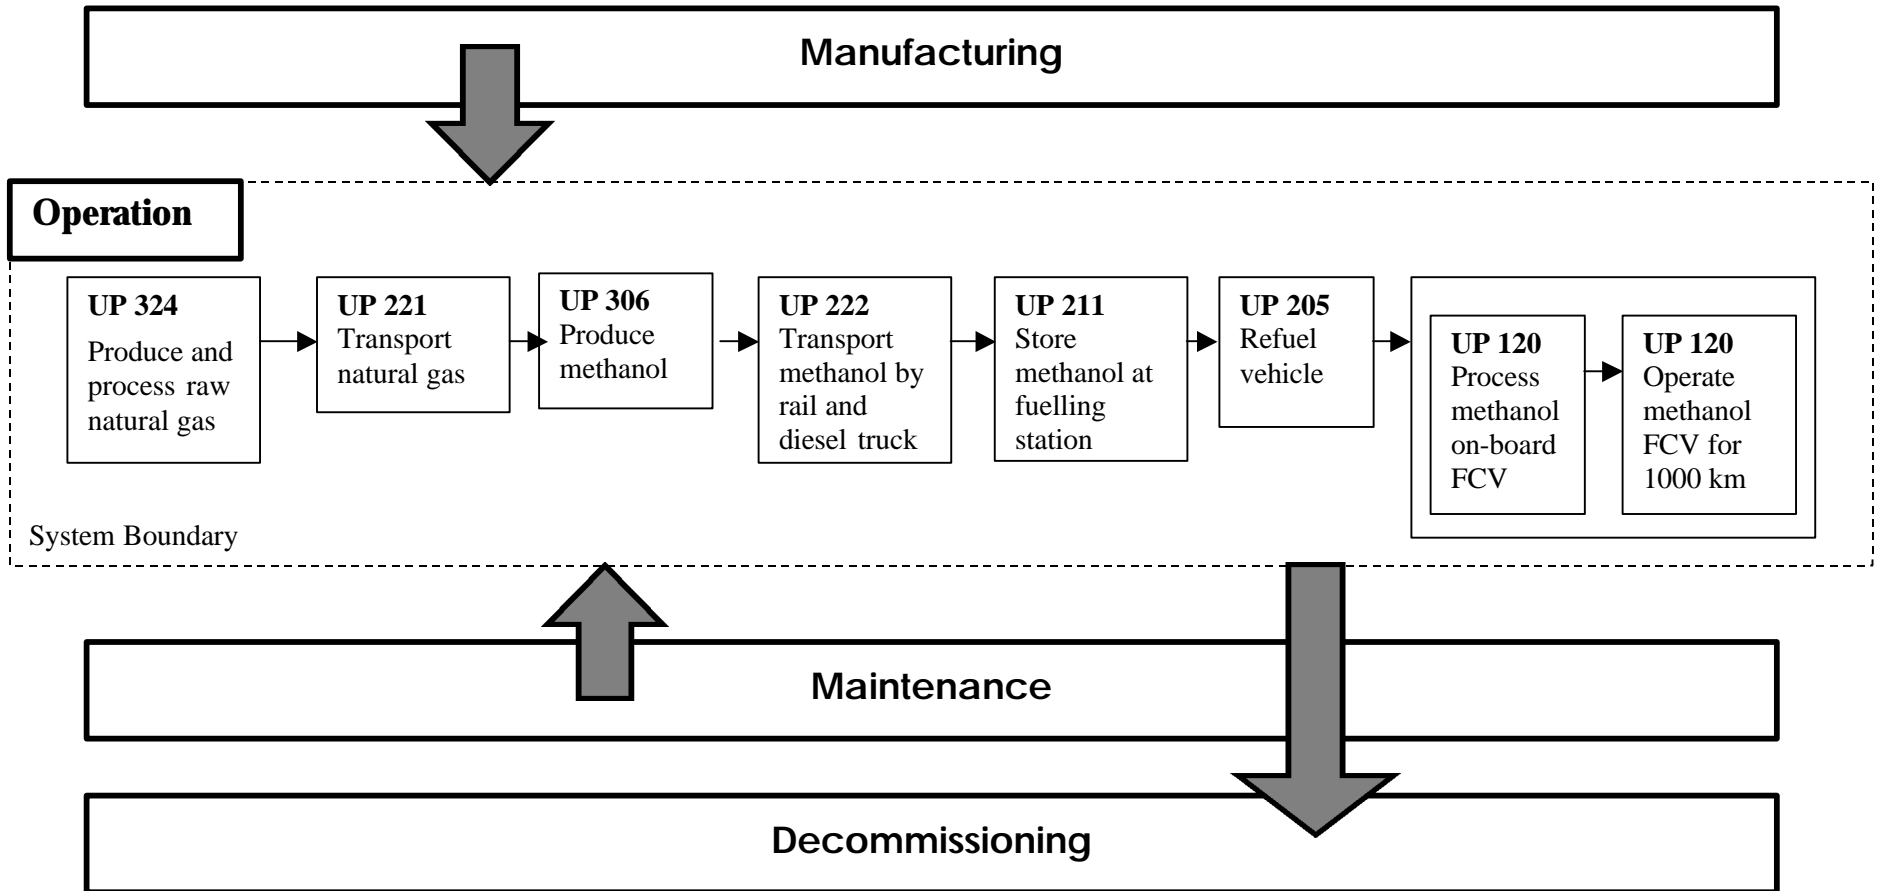 Manufacturing
Operation
UP 324
Produce and
process raw
natural gas
UP 221
Transport
natural gas
UP 306
Produce
methanol
UP 222
Transport
methanol by
rail and
diesel truck
UP 211
Store
methanol at
fuelling
station
UP 205
Refuel
vehicle
UP 120
Process
methanol
on-board
FCV
UP 120
Operate
methanol
FCV for
1000 km
System Boundary
Maintenance
Decommissioning